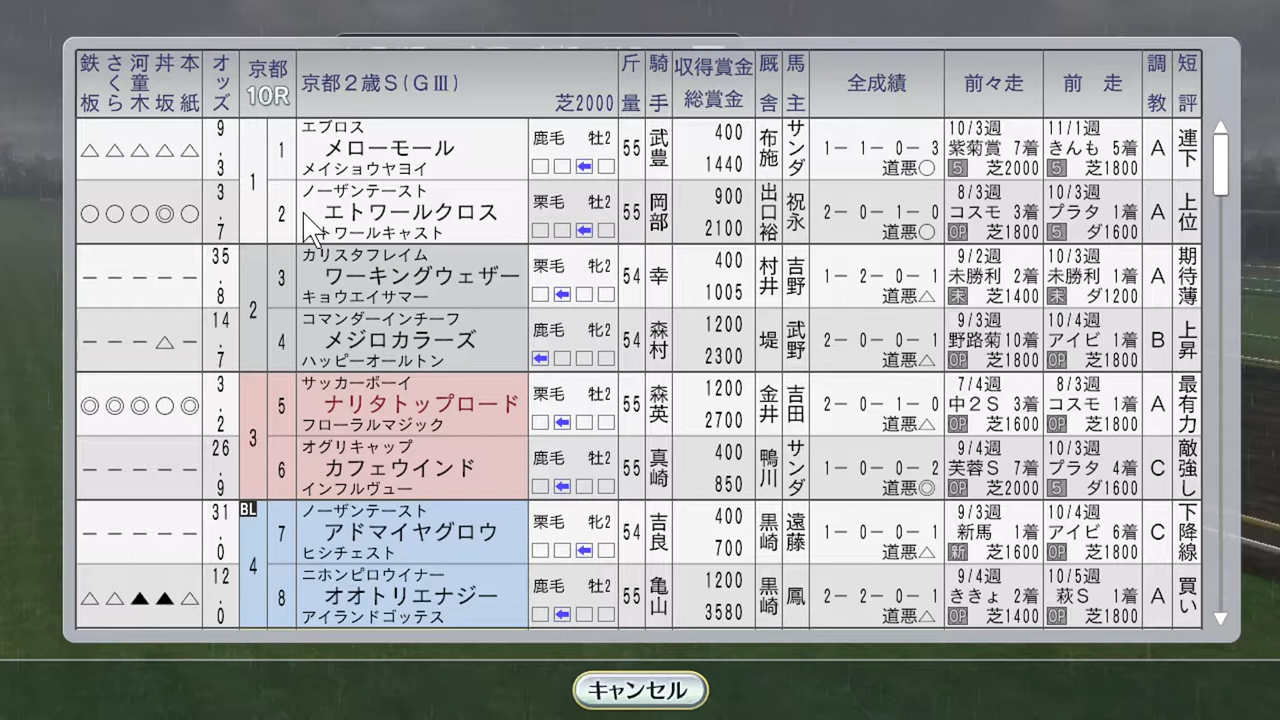 鉄板 さくら 河童木 丼坂 本紙 オッズ 京都10R 京都2歳S(GⅢ) 芝2000 斤量 騎手 収得賞金 総賞金 厩舎 馬主 全成績 前々走 前走 調教 短評
△ △ △ △ △ 9.3 1 1 エブロス 鹿毛 牡2 55 武豊 400 布施 サンダ 1-1-0-3 10/3週 11/1週 A 連下
メローモール 紫菊賞 7着 きんも 5着
メイショウヤヨイ 1440 道悪○ 5 芝2000 5 芝1800
○ ○ ○ ◎ ○ 3.7 2 ノーザンテースト 栗毛 牡2 55 岡部 900 出口裕 祝永 2-0-1-0 8/3週 10/3週 A 上位
エトワールクロス コスモ 3着 プラタ 1着
トワールキャスト 2100 道悪○ OP 芝1800 5 ダ1600
- - - - - 35.8 2 3 カリスタフレイム 栗毛 牝2 54 幸 400 村井 吉野 1-2-0-1 9/2週 10/3週 A 期待薄
ワーキングウェザー 未勝利 2着 未勝利 1着
キョウエイサマー 1005 道悪△ 未 芝1400 未 ダ1200
- - - △ - 14.7 4 コマンダーインチーフ 鹿毛 牝2 54 森村 1200 堤 武野 2-0-0-1 9/3週 10/4週 B 上昇
メジロカラーズ 野路菊10着 アイビ 1着
ハッピーオールトン 2300 道悪△ OP 芝1800 OP 芝1800
◎ ◎ ◎ ○ ◎ 3.2 3 5 サッカーボーイ 栗毛 牡2 55 森英 1200 金井 吉田 2-0-1-0 7/4週 8/3週 A 最有力
ナリタトップロード 中2S 3着 コスモ 1着
フローラルマジック 2700 道悪△ OP 芝1600 OP 芝1800
- - - - - 26.9 6 オグリキャップ 鹿毛 牡2 55 真崎 400 鴨川 サンダ 1-0-0-2 9/4週 10/3週 C 敵強し
カフェウインド 芙蓉S 7着 プラタ 4着
インフルヴュー 850 道悪◎ OP 芝2000 5 ダ1600
- - - - - 31.0 BL 4 7 ノーザンテースト 栗毛 牝2 54 吉良 400 黒崎 遠藤 1-0-0-1 9/3週 10/4週 C 下降線
アドマイヤグロウ 新馬 1着 アイビ 6着
ヒシチェスト 700 道悪△ 新 芝1600 OP 芝1800
△ △ ▲ ▲ △ 12.0 8 ニホンピロウイナー 鹿毛 牡2 55 亀山 1200 黒崎 鳳 2-2-0-1 9/4週 10/5週 A 買い
オオトリエナジー ききょ 2着 萩S 1着
アイランドゴッテス 3580 道悪△ OP 芝1400 OP 芝1800
キャンセル